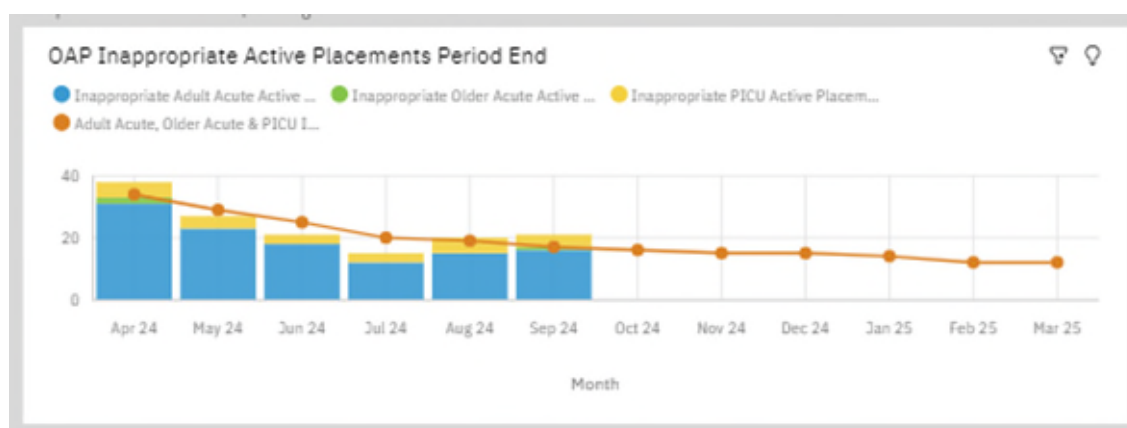 OAP Inappropriate Active Placements Period End
Inappropriate Adult Acute Active ... Inappropriate Older Acute Active ... Inappropriate PICU Active Placem...
Adult Acute, Older Acute & PICU I...
40
20
0
Apr 24 May 24 Jun 24 Jul 24 Aug 24 Sep 24 Oct 24 Nov 24 Dec 24 Jan 25 Feb 25 Mar 25
Month